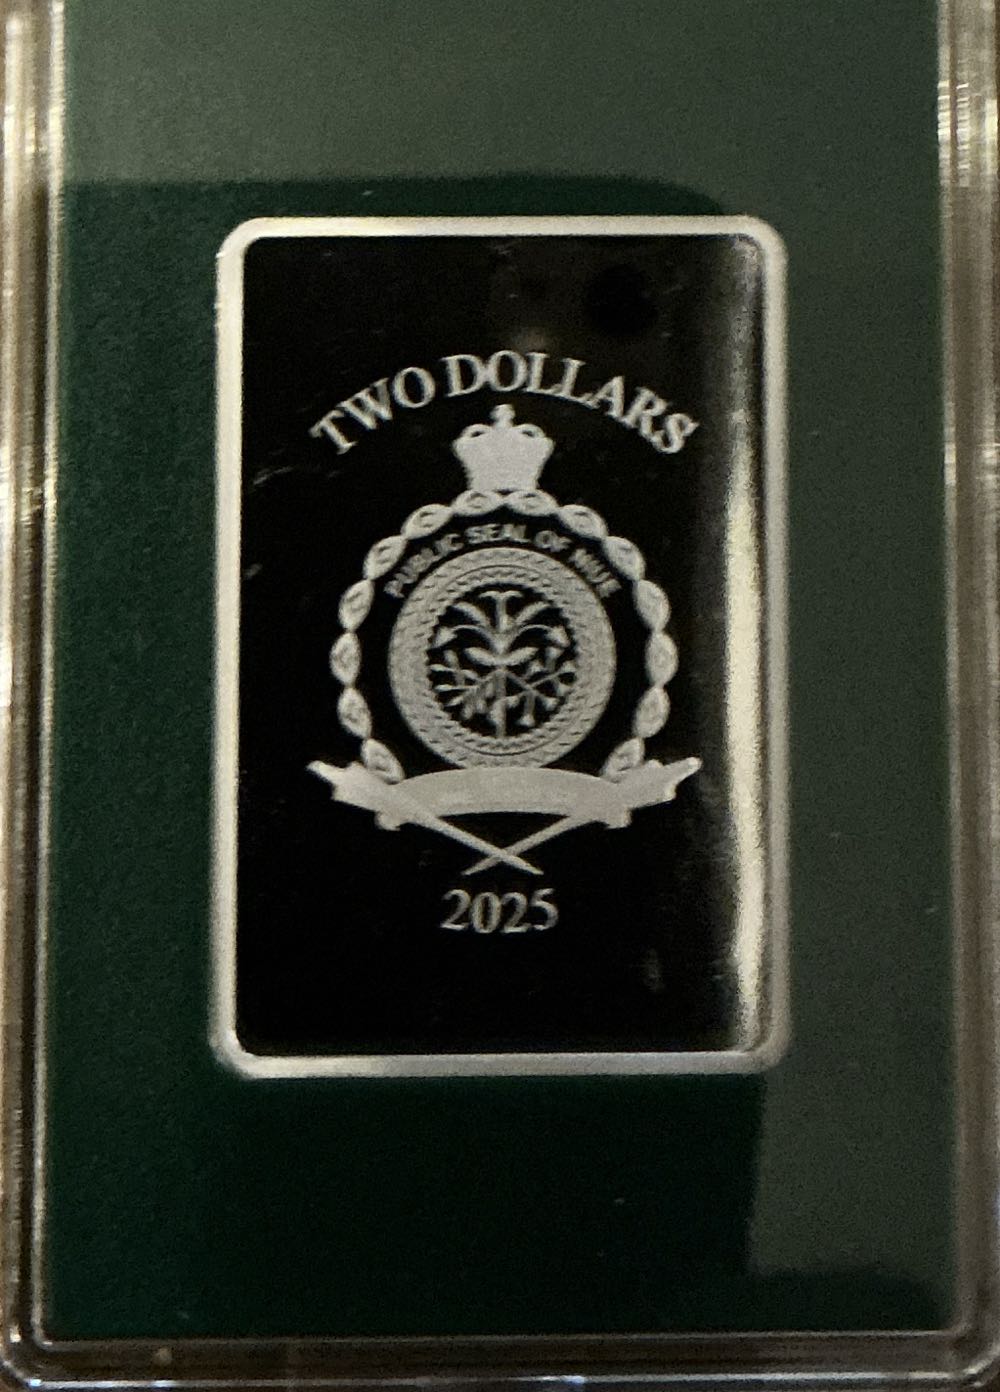 TWO DOLLARS
PUBLIC SEAL OF NIUE
2025